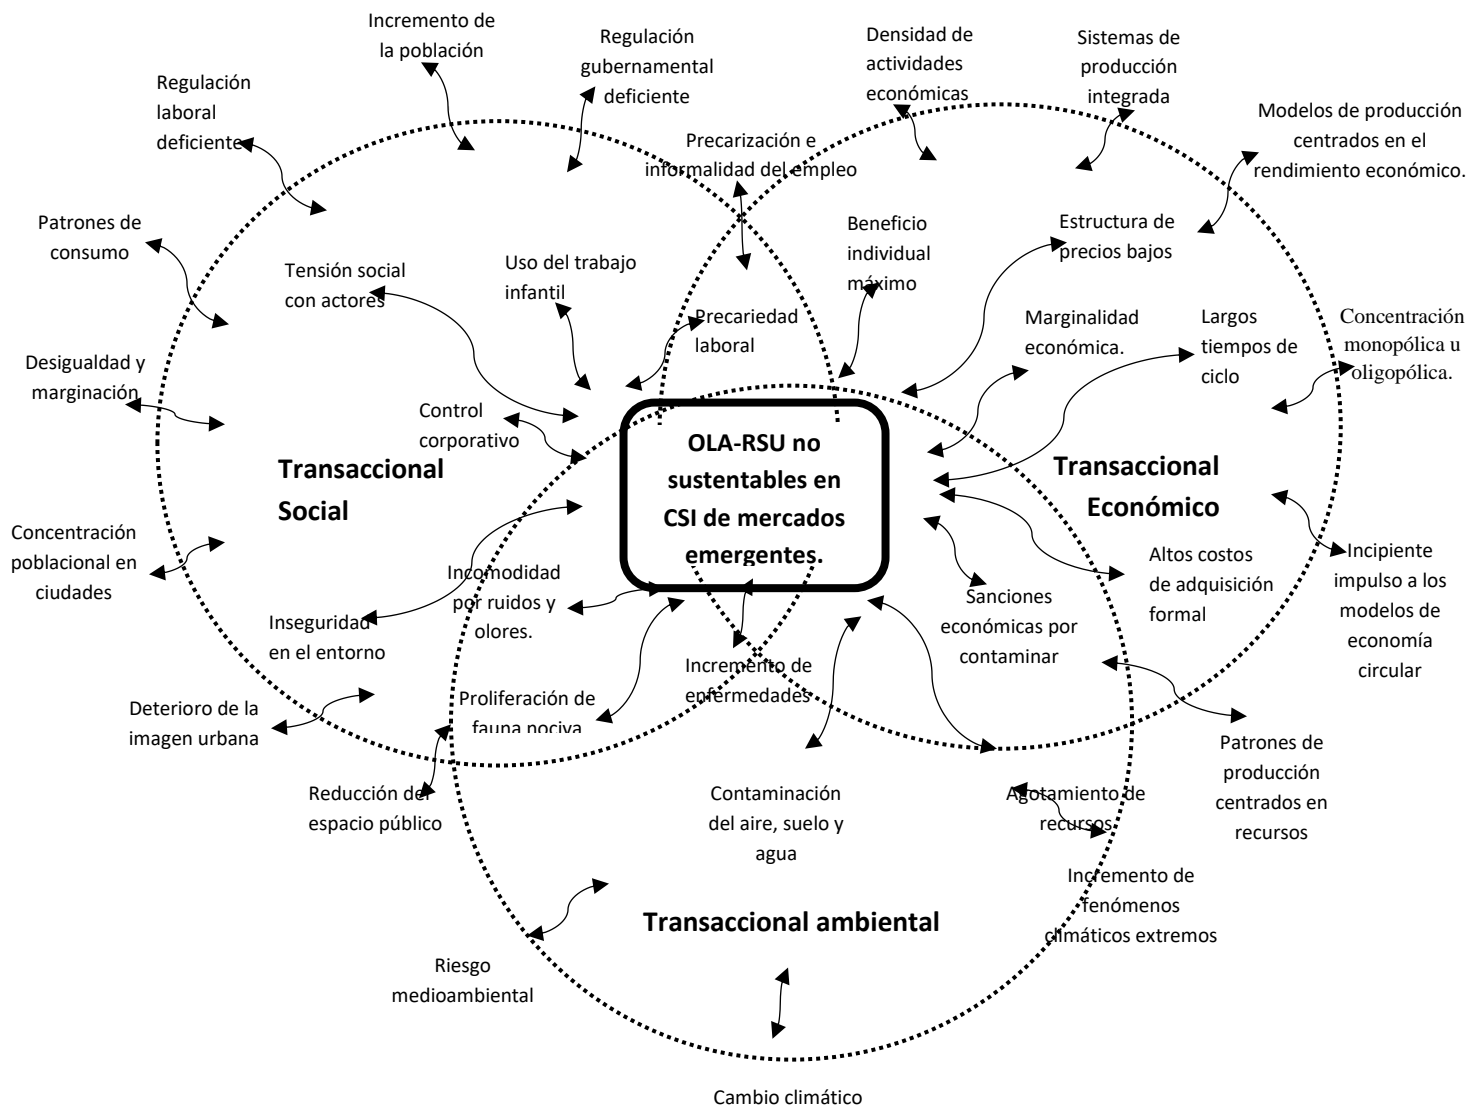 Incremento de
la población
Regulación
gubernamental
deficiente
Densidad de
actividades
económicas
Sistemas de
producción
integrada
Regulación
laboral
deficiente
Modelos de producción
centrados en el
rendimiento económico.
Precarización e
informalidad del empleo
Patrones de
consumo
Tensión social
con actores
Uso del trabajo
infantil
Beneficio
individual
máximo
Estructura de
precios bajos
Precariedad
laboral
Marginalidad
económica.
Largos
tiempos de
ciclo
Concentración
monopólica u
oligopólica.
Desigualdad y
marginación
Control
corporativo
Transaccional
Social
OLA-RSU no
sustentables en
CSI de mercados
emergentes.
Transaccional
Económico
Concentración
poblacional en
ciudades
Incomodidad
por ruidos y
olores.
Inseguridad
en el entorno
Sanciones
económicas por
contaminar
Altos costos
de adquisición
formal
Incipiente
impulso a los
modelos de
economía
circular
Deterioro de la
imagen urbana
Proliferación de
fauna nociva
Incremento de
enfermedades
Patrones de
producción
centrados en
recursos
Reducción del
espacio público
Contaminación
del aire, suelo y
agua
Agotamiento de
recursos
Incremento de
fenómenos
climáticos extremos
Transaccional ambiental
Riesgo
medioambiental
Cambio climático